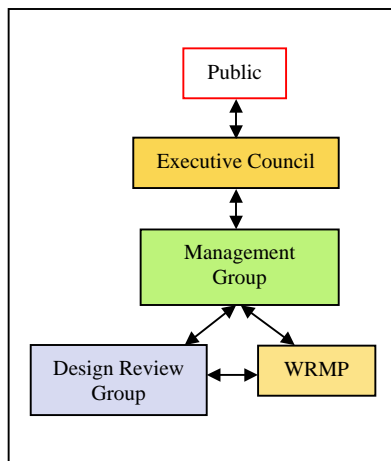 Public
Executive Council
Management
Group
Design Review
Group
WRMP